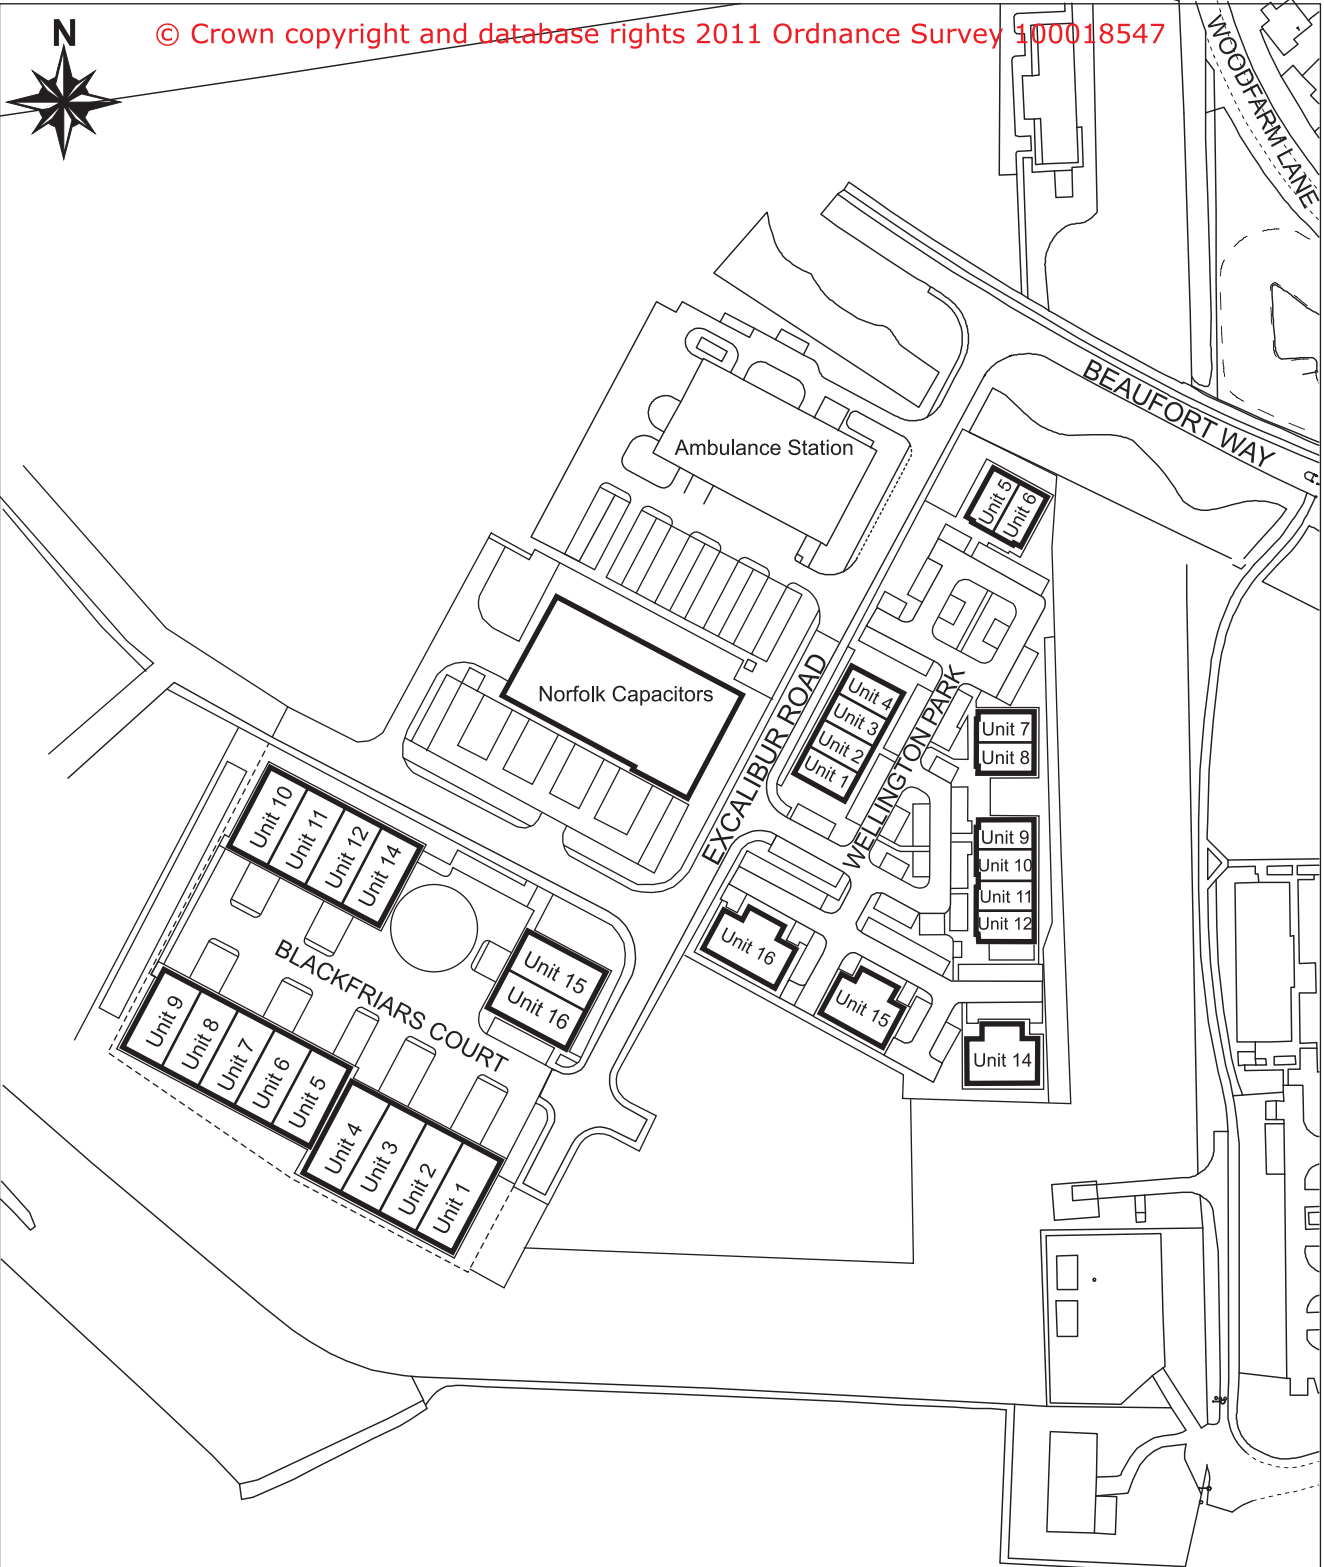 N
© Crown copyright and database rights 2011 Ordnance Survey 100018547
WOODFARM LANE
BEAUFORT WAY
Ambulance Station
Unit 5
Unit 6
Norfolk Capacitors
EXCALIBUR ROAD
Unit 4
Unit 3
Unit 2
Unit 1
WELLINGTON PARK
Unit 7
Unit 8
Unit 9
Unit 10
Unit 11
Unit 12
Unit 16
Unit 15
Unit 14
Unit 10
Unit 11
Unit 12
Unit 14
BLACKFRIARS COURT
Unit 15
Unit 16
Unit 9
Unit 8
Unit 7
Unit 6
Unit 5
Unit 4
Unit 3
Unit 2
Unit 1